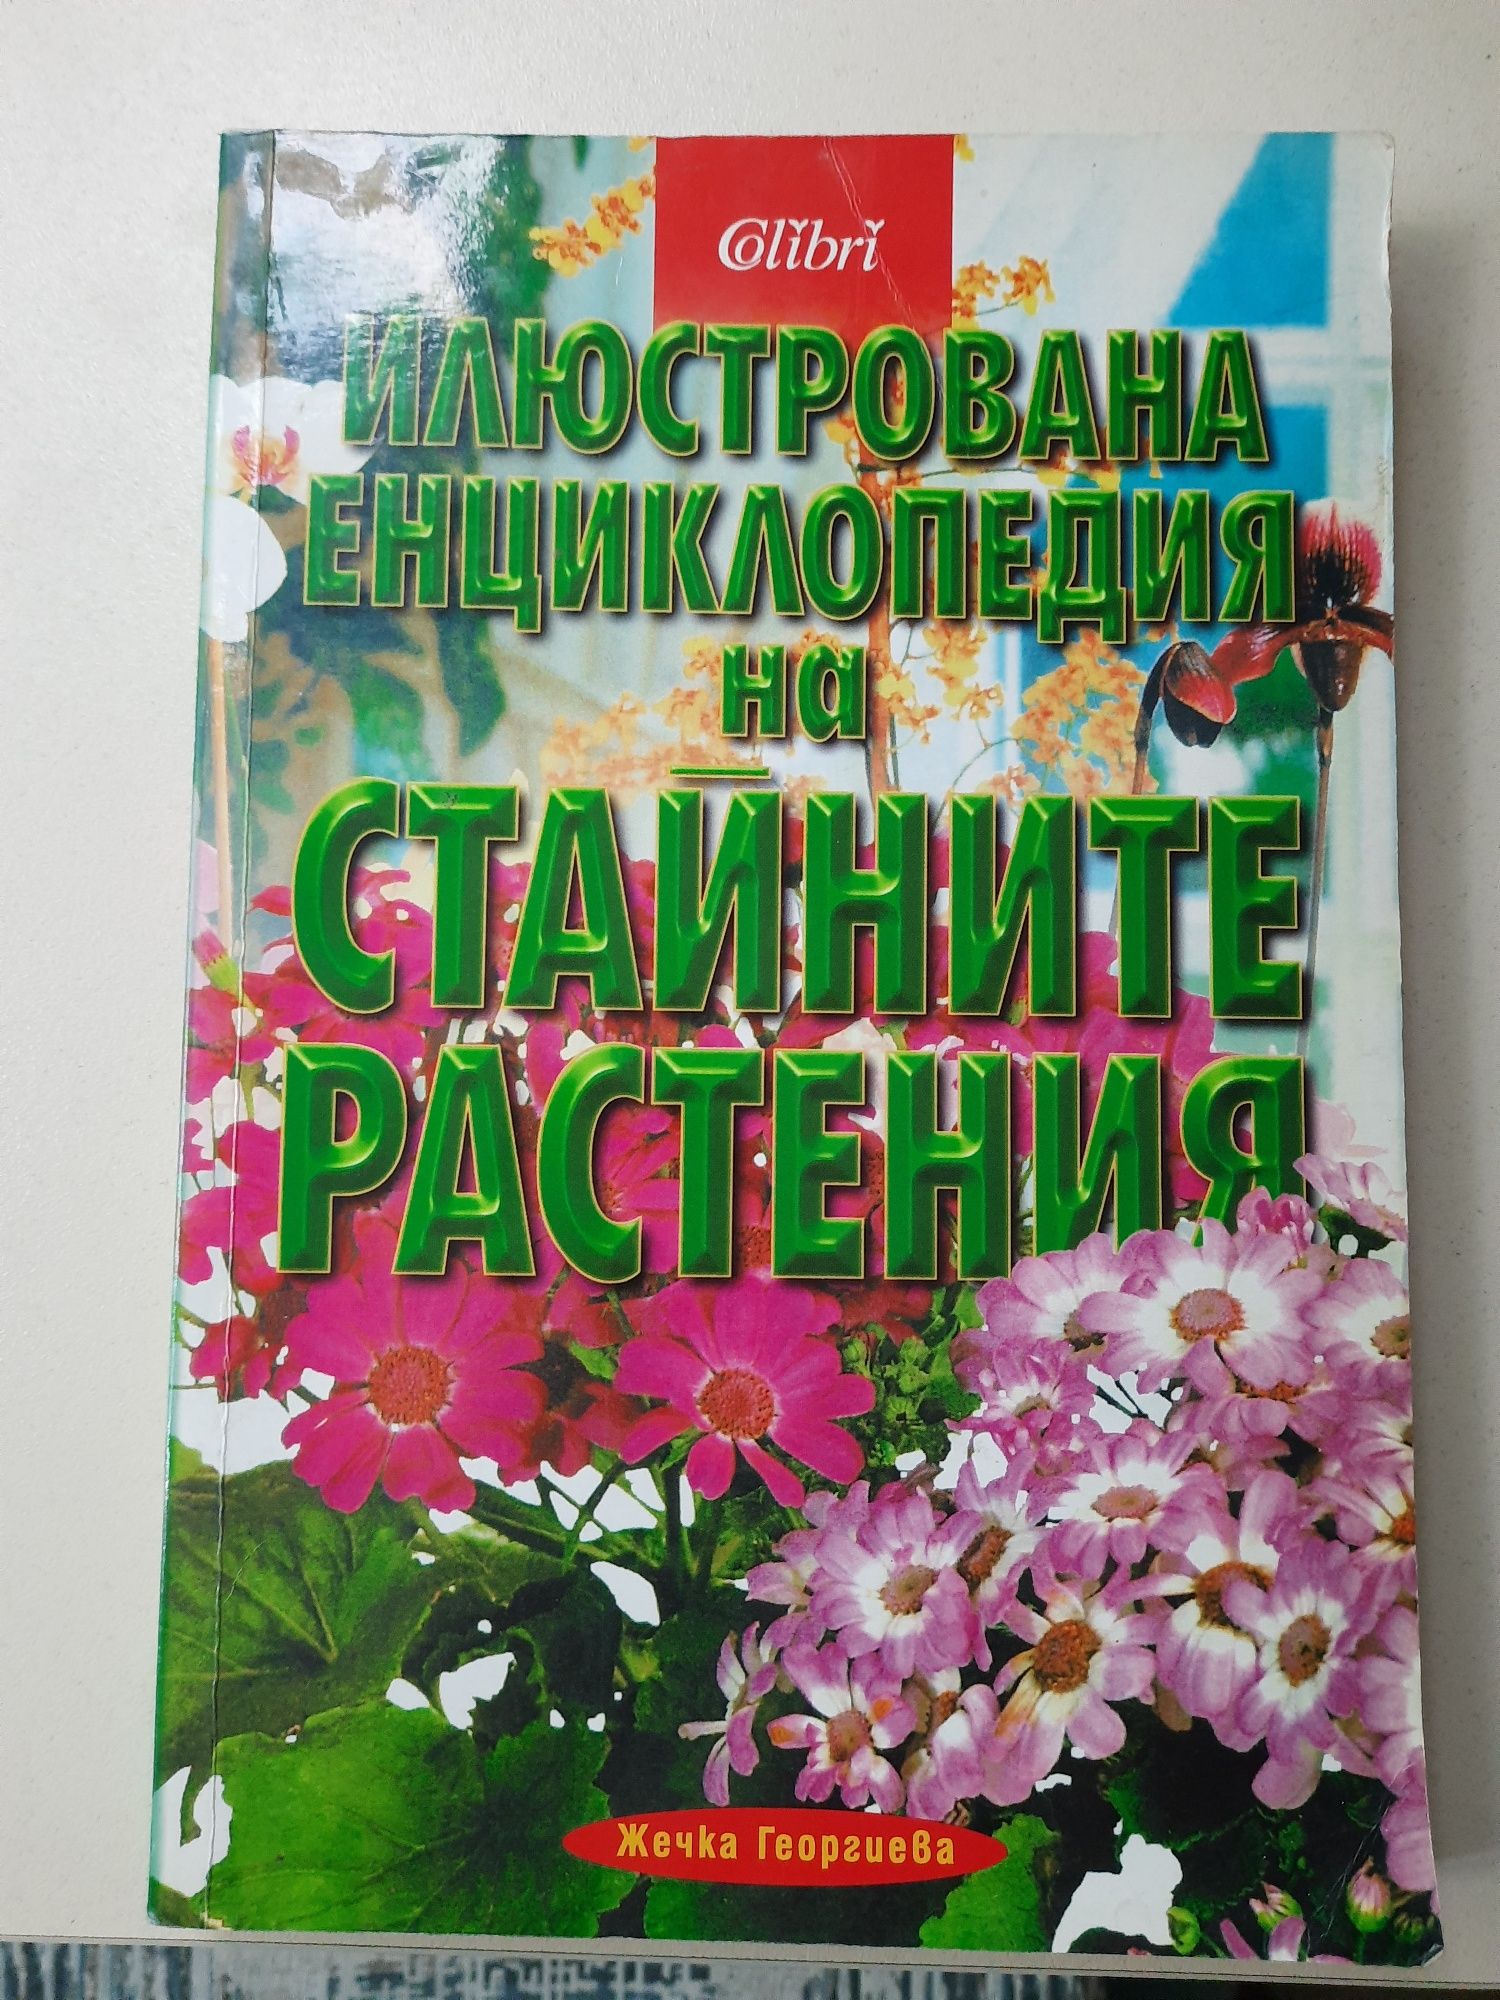 Colibri
ИЛЮСТРОВАНА
ЕНЦИКЛОПЕДИЯ
на
СТАЙНИТЕ
РАСТЕНИЯ
Жечка Георгиева